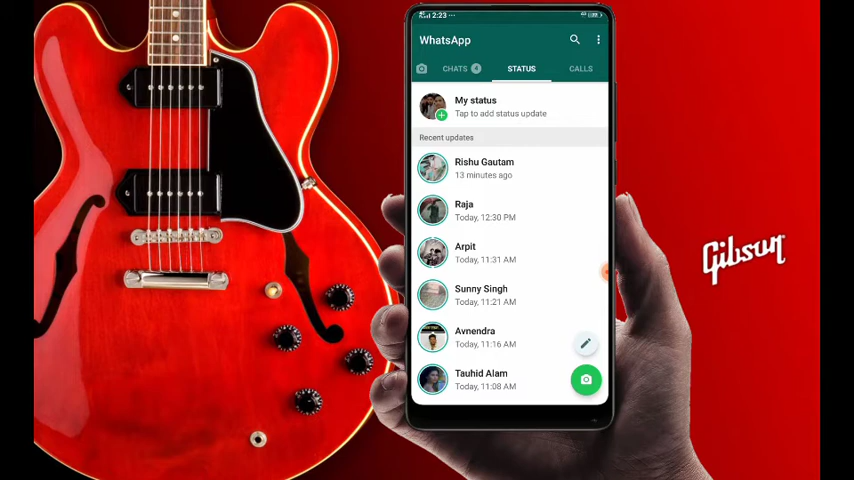 2:23 ...
WhatsApp
CHATS 4 STATUS CALLS
My status
Tap to add status update
Recent updates
Rishu Gautam
13 minutes ago
Raja
Today, 12:30 PM
Arpit
Today, 11:31 AM
Sunny Singh
Today, 11:21 AM
Avnendra
Today, 11:16 AM
Tauhid Alam
Today, 11:08 AM
Gibson